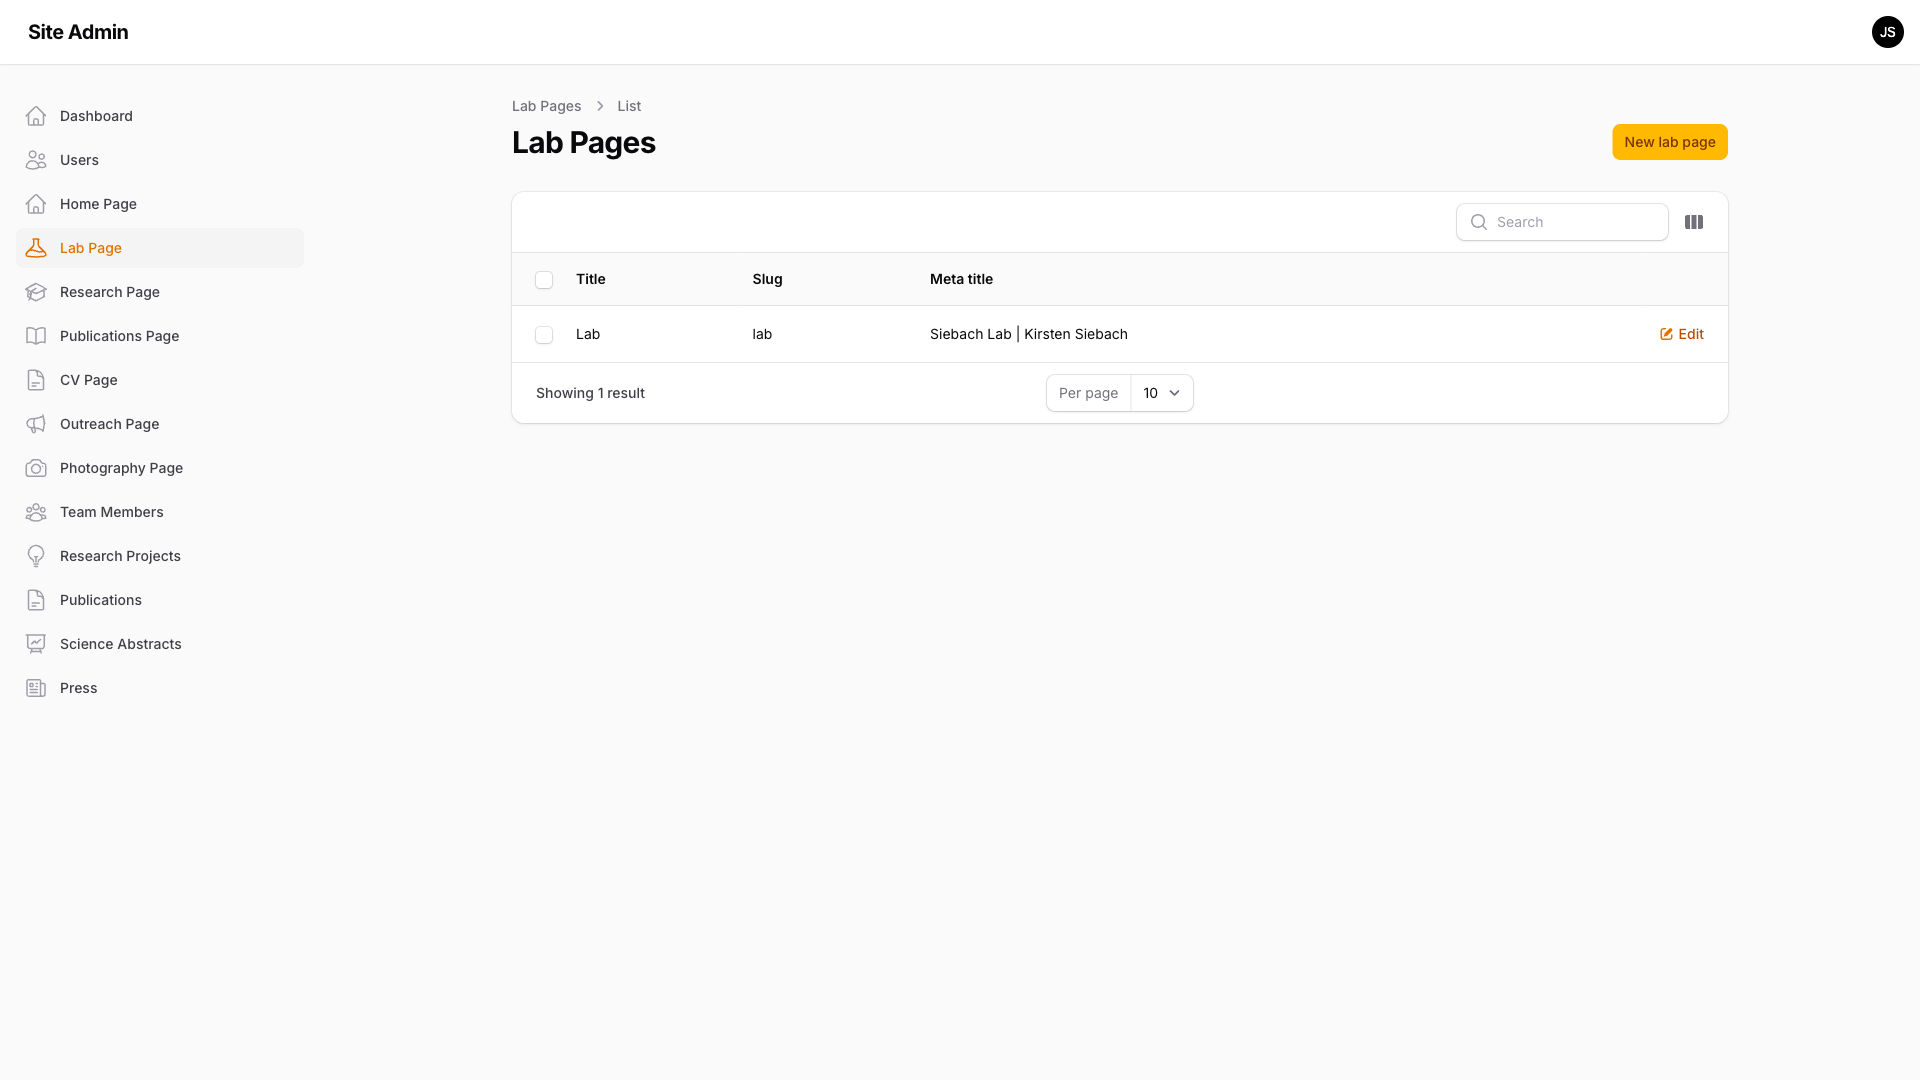 Site Admin
JS
Dashboard
Users
Home Page
Lab Page
Research Page
Publications Page
CV Page
Outreach Page
Photography Page
Team Members
Research Projects
Publications
Science Abstracts
Press
Lab Pages > List
Lab Pages
New lab page
Search
Title Slug Meta title
Lab lab Siebach Lab | Kirsten Siebach Edit
Showing 1 result Per page 10